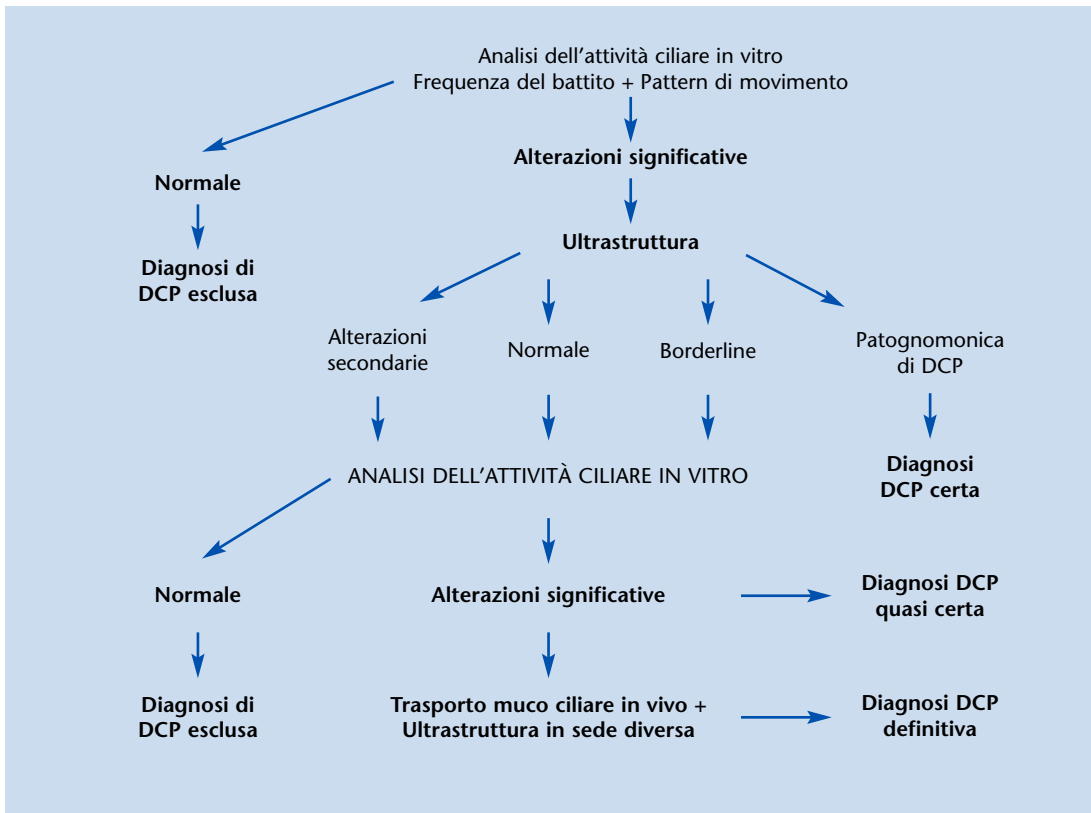 Analisi dell'attività ciliare in vitro
Frequenza del battito + Pattern di movimento
Alterazioni significative
Normale
Ultrastruttura
Diagnosi di
DCP esclusa
Alterazioni
secondarie
Normale
Borderline
Patognomonica
di DCP
ANALISI DELL'ATTIVITÀ CILIARE IN VITRO
Diagnosi
DCP certa
Normale
Alterazioni significative
Diagnosi DCP
quasi certa
Diagnosi di
DCP esclusa
Trasporto muco ciliare in vivo +
Ultrastruttura in sede diversa
Diagnosi DCP
definitiva